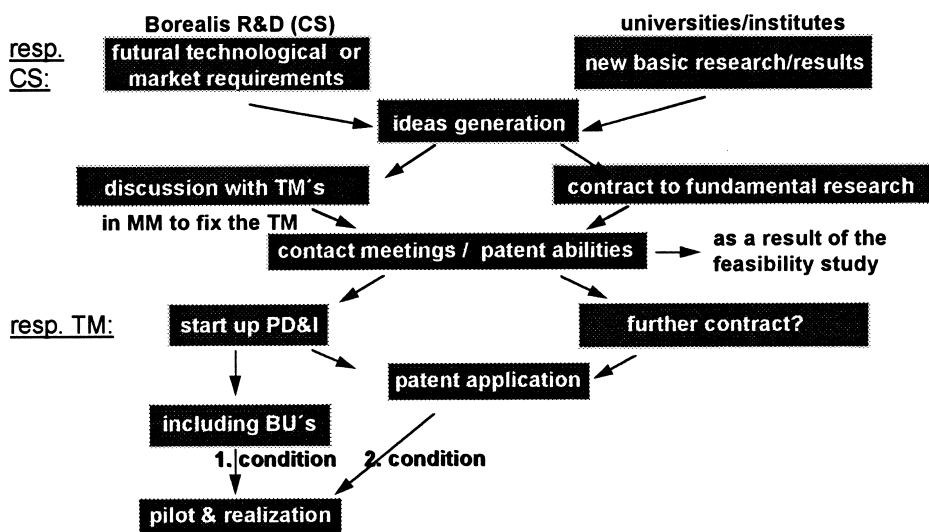 Borealis R&D (CS)
universities/institutes
resp.
CS:
futural technological or
market requirements
new basic research/results
ideas generation
discussion with TM´s
contract to fundamental research
in MM to fix the TM
contact meetings / patent abilities
as a result of the
feasibility study
resp. TM:
start up PD&I
further contract?
patent application
including BU´s
1. condition
2. condition
pilot & realization